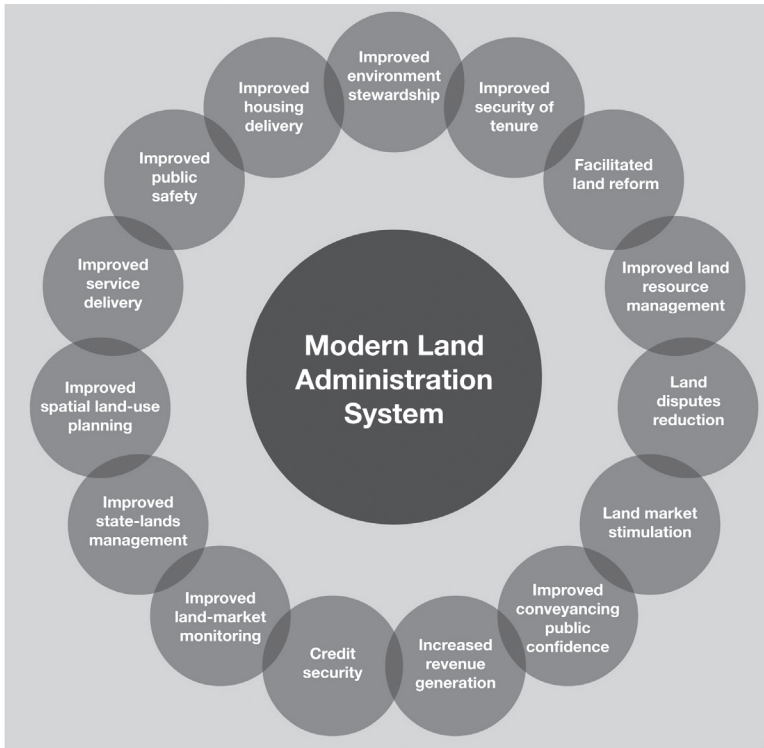 Improved
environment
stewardship
Improved
security of
tenure
Facilitated
land reform
Improved land
resource
management
Land
disputes
reduction
Land market
stimulation
Improved
conveyancing
public
confidence
Increased
revenue
generation
Credit
security
Improved
land-market
monitoring
Improved
state-lands
management
Improved
spatial land-use
planning
Improved
service
delivery
Improved
public
safety
Improved
housing
delivery
Modern Land
Administration
System